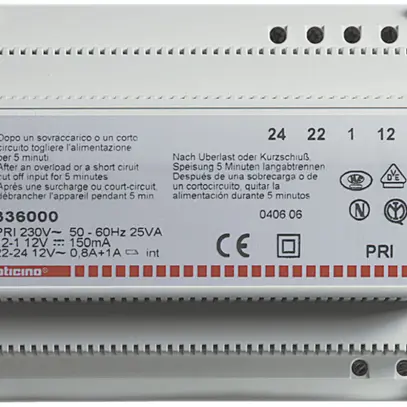 24 22 1 12
Dopo un sovraccarico o un corto
circuito togliere l'alimentazione
per 5 minuti
After an overload or a short ciruit
cut off input for 5 minutes
Après une surcharge ou court-circuit,
débrancher l'appareil pendant 5 min.
Nach Uberlast oder Kurzschluß,
Speisung 5 Minuten langabtrennen
Después de una sobrecarga o de
un cortocircuito, quitar la
alimentación durante 5 minutos
336000
0406 06
PRI 230V~ 50 - 60Hz 25VA
2-1 12V 150mA
22-24 12V~ 0,8A+1A int
CE
PRI
oticino